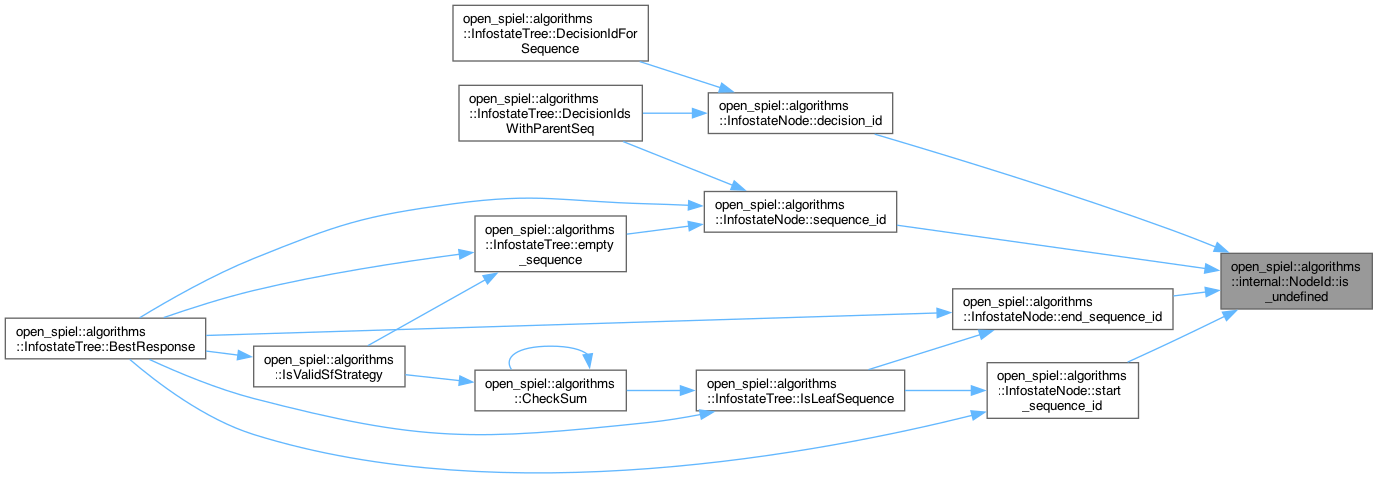 open_spiel::algorithms
::InfostateTree::DecisionIdFor
Sequence
open_spiel::algorithms
::InfostateTree::DecisionIds
WithParentSeq
open_spiel::algorithms
::InfostateNode::decision_id
open_spiel::algorithms
::InfostateNode::sequence_id
open_spiel::algorithms
::InfostateTree::empty
_sequence
open_spiel::algorithms
::internal::NodeId::is
_undefined
open_spiel::algorithms
::InfostateNode::end_sequence_id
open_spiel::algorithms
::InfostateTree::BestResponse
open_spiel::algorithms
::IsValidSfStrategy
open_spiel::algorithms
::CheckSum
open_spiel::algorithms
::InfostateTree::IsLeafSequence
open_spiel::algorithms
::InfostateNode::start
_sequence_id